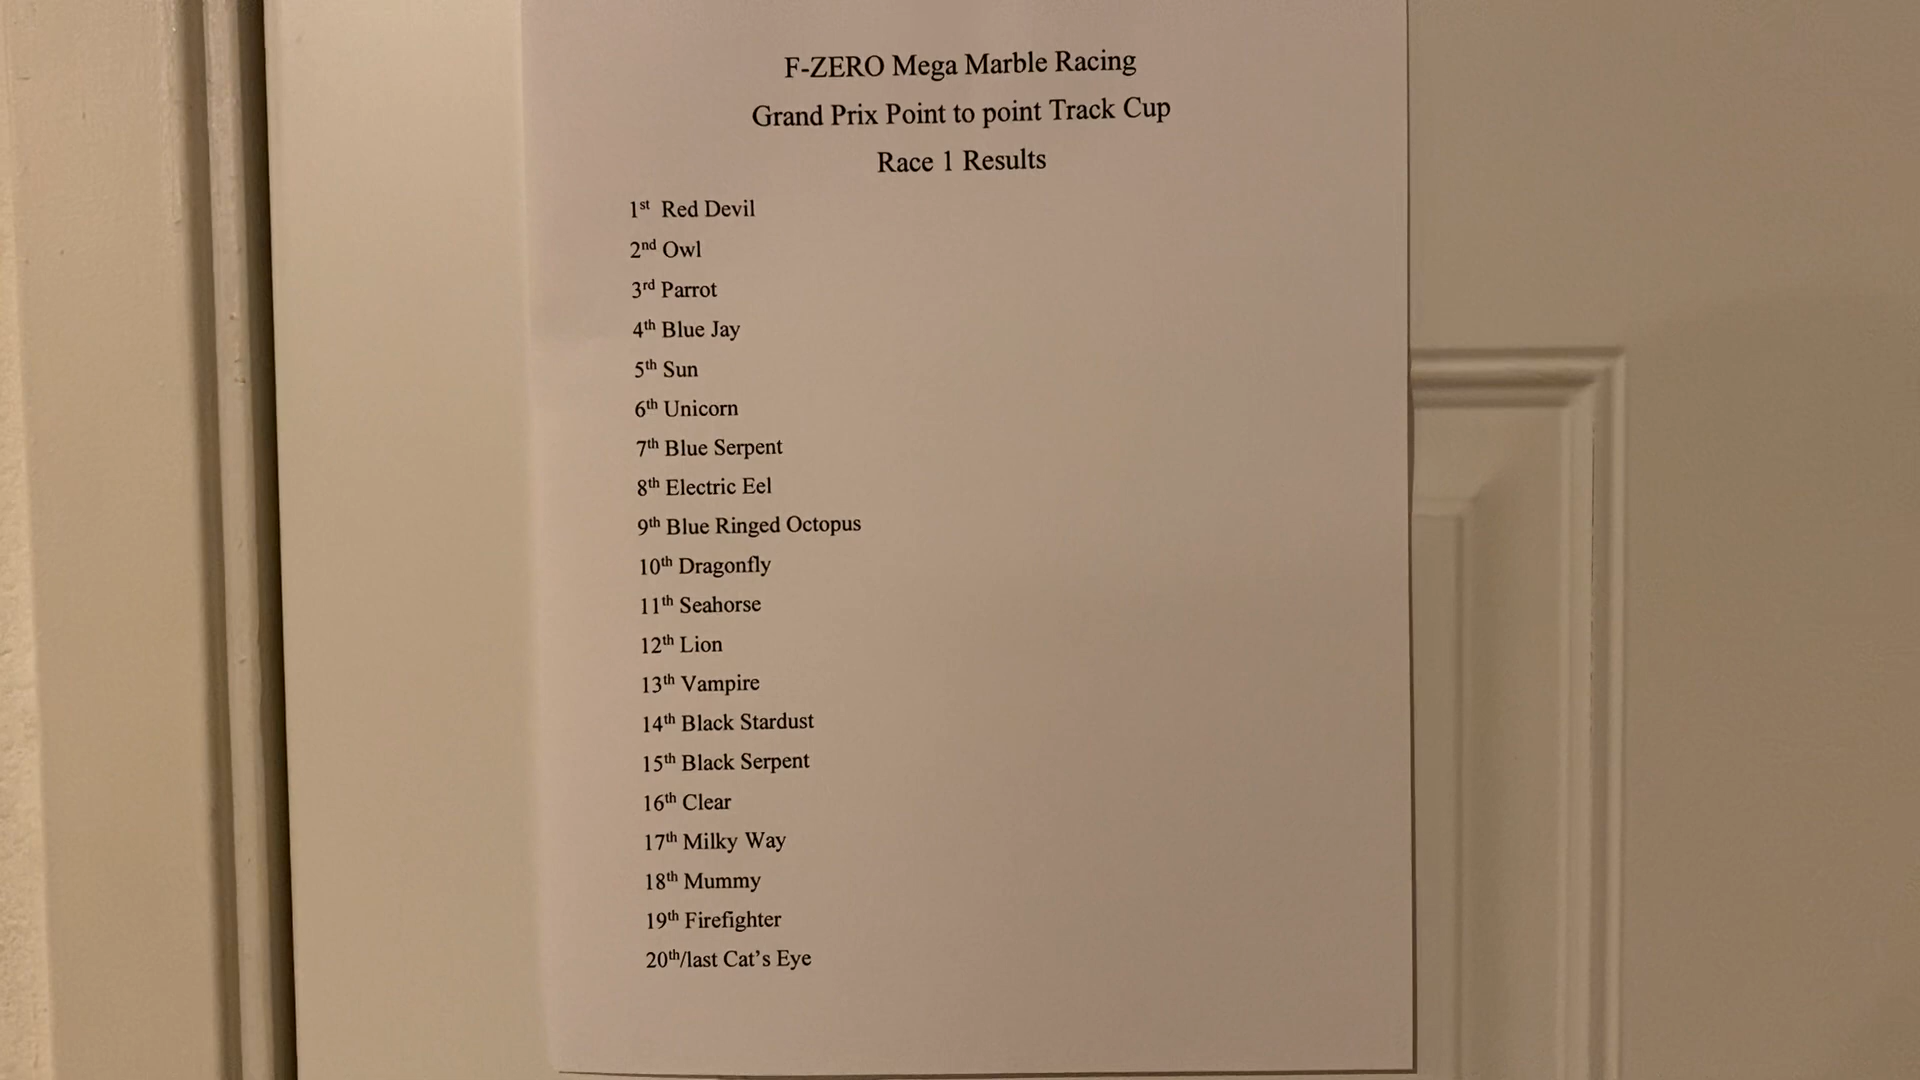 F-ZERO Mega Marble Racing
Grand Prix Point to point Track Cup
Race 1 Results
1st Red Devil
2nd Owl
3rd Parrot
4th Blue Jay
5th Sun
6th Unicorn
7th Blue Serpent
8th Electric Eel
9th Blue Ringed Octopus
10th Dragonfly
11th Seahorse
12th Lion
13th Vampire
14th Black Stardust
15th Black Serpent
16th Clear
17th Milky Way
18th Mummy
19th Firefighter
20th/last Cat’s Eye